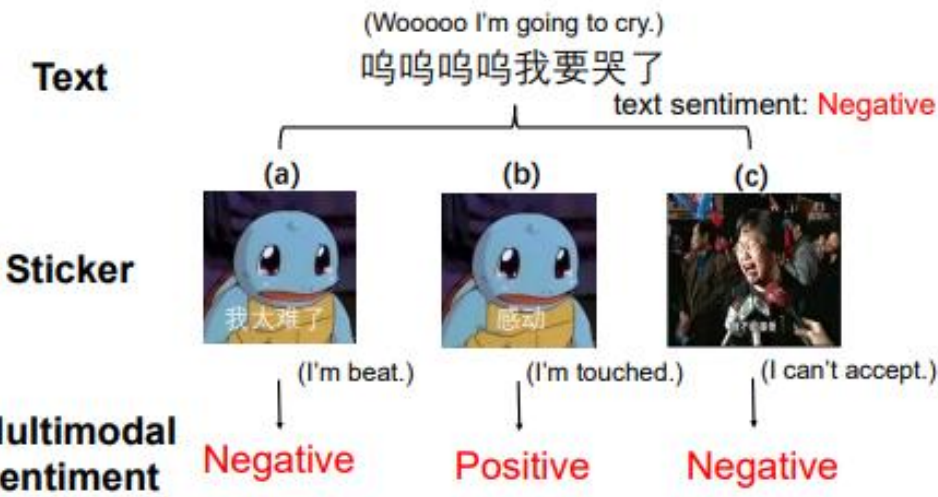 (Wooooo I'm going to cry.)
Text
呜呜呜呜我要哭了
text sentiment: Negative
(a)
(b)
(c)
Sticker
我太难了
感动
(I'm beat.)
(I'm touched.)
(I can't accept.)
ultimodal
entiment
Negative
Positive
Negative